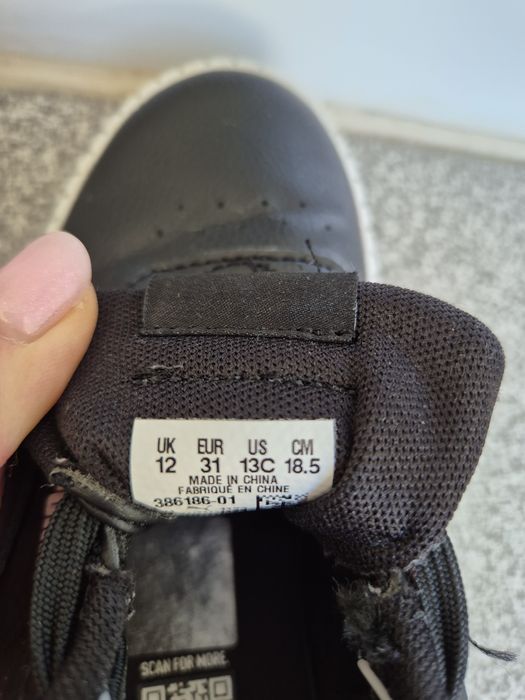 UK EUR US CM
12 31 13C 18.5
MADE IN CHINA
FABRIQUÉ EN CHINE
386186-01
SCAN FOR MORE